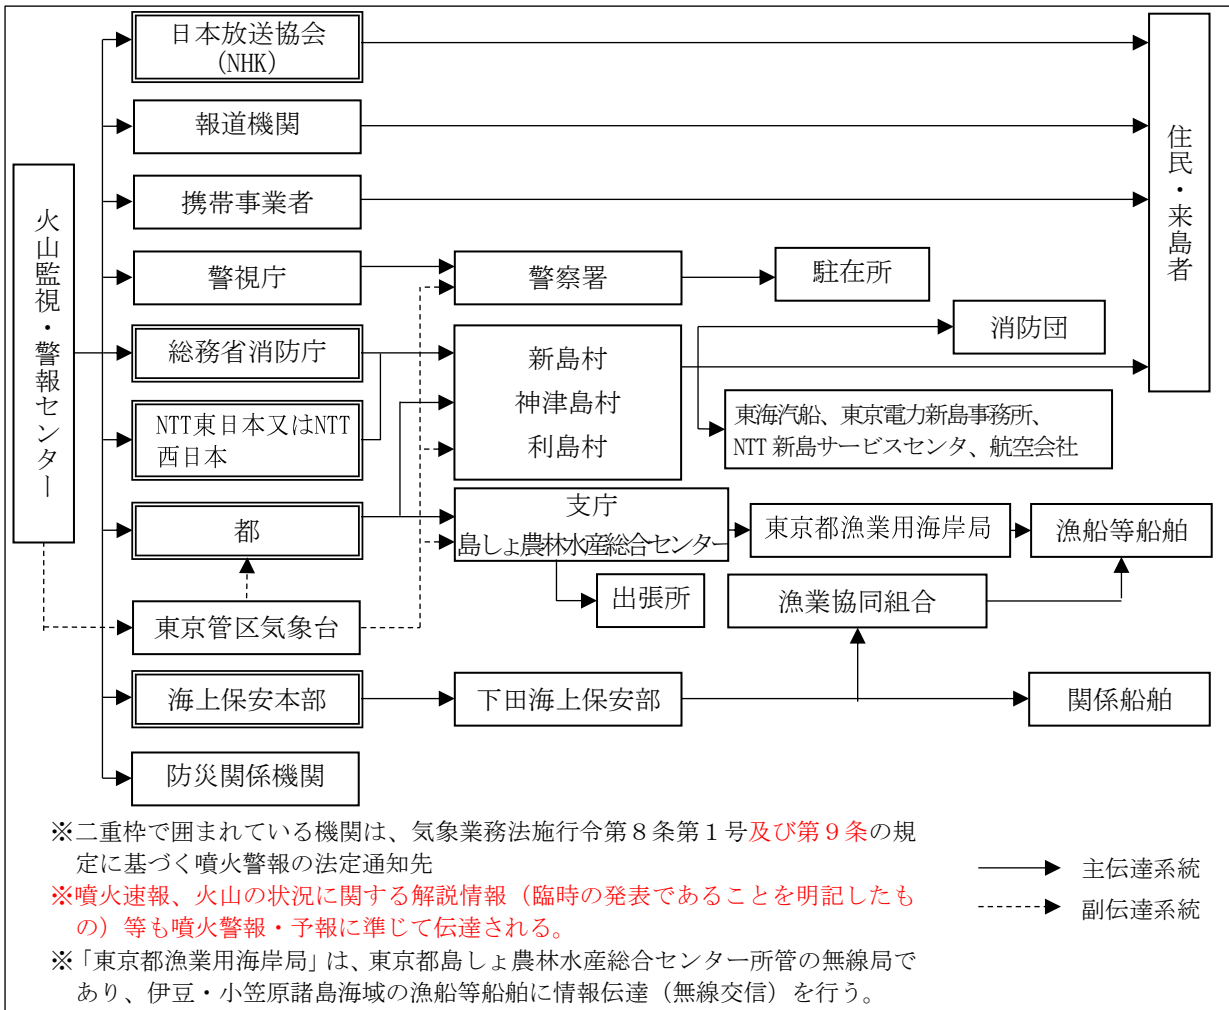 日本放送協会
(NHK)
報道機関
携帯事業者
警視庁
総務省消防庁
NTT東日本又はNTT
西日本
都
東京管区気象台
海上保安本部
防災関係機関
火山監視・警報センター
警察署
駐在所
新島村
神津島村
利島村
消防団
東海汽船、東京電力新島事務所、
NTT新島サービスセンタ、航空会社
支庁
島しょ農林水産総合センター
東京都漁業用海岸局
漁船等船舶
出張所
漁業協同組合
下田海上保安部
関係船舶
住民・来島者
※二重枠で囲まれている機関は、気象業務法施行令第8条第1号及び第9条の規
定に基づく噴火警報の法定通知先
※噴火速報、火山の状況に関する解説情報（臨時の発表であることを明記したも
の）等も噴火警報・予報に準じて伝達される。
※「東京都漁業用海岸局」は、東京都島しょ農林水産総合センター所管の無線局で
あり、伊豆・小笠原諸島海域の漁船等船舶に情報伝達（無線交信）を行う。
主伝達系統
副伝達系統